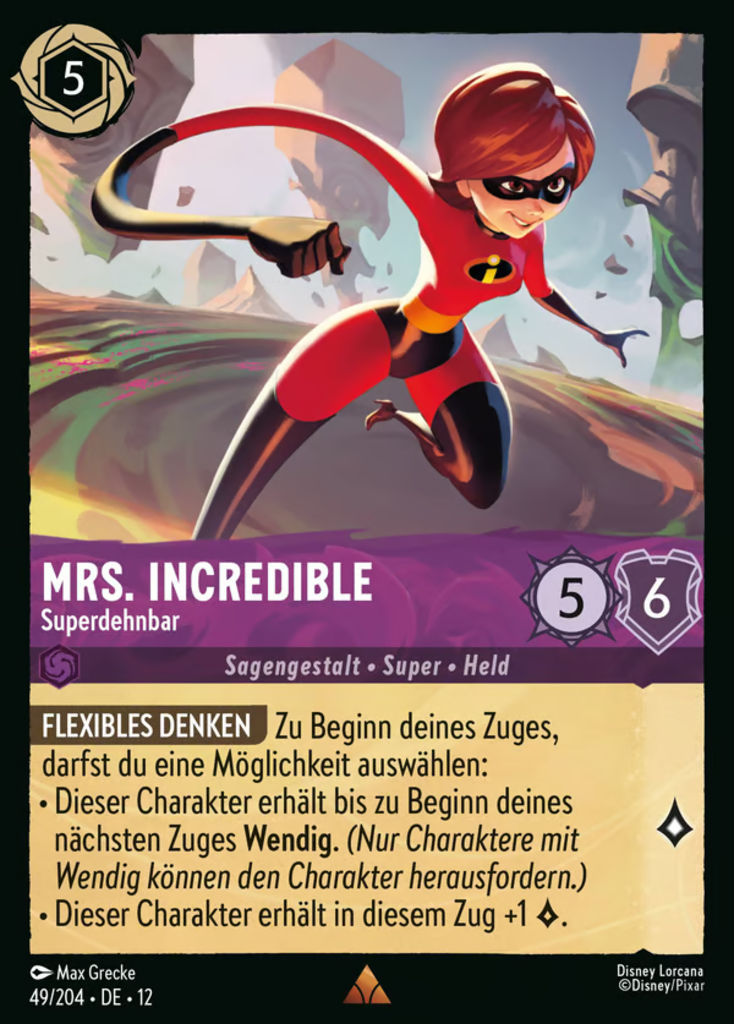 5
MRS. INCREDIBLE
Superdehnbar
5
6
Sagengestalt • Super • Held
FLEXIBLES DENKEN Zu Beginn deines Zuges,
darfst du eine Möglichkeit auswählen:
• Dieser Charakter erhält bis zu Beginn deines
nächsten Zuges Wendig. (Nur Charaktere mit
Wendig können den Charakter herausfordern.)
• Dieser Charakter erhält in diesem Zug +1 .
Max Grecke
49/204 • DE • 12
Disney Lorcana
©Disney/Pixar